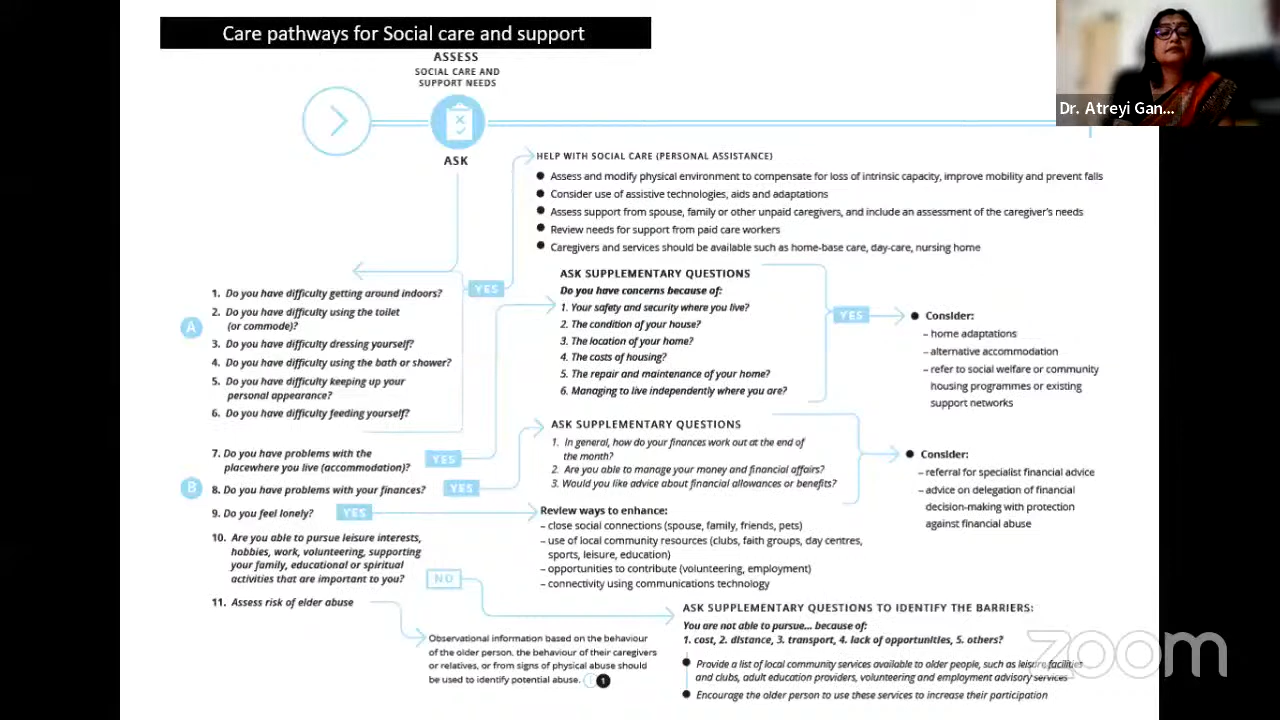 Care pathways for Social care and support
Dr. Atreyi Gan...
ASSESS
SOCIAL CARE AND
SUPPORT NEEDS
ASK
HELP WITH SOCIAL CARE (PERSONAL ASSISTANCE)
Assess and modify physical environment to compensate for loss of intrinsic capacity, improve mobility and prevent falls
Consider use of assistive technologies, aids and adaptations
Assess support from spouse, family or other unpaid caregivers, and include an assessment of the caregiver's needs
Review needs for support from paid care workers
Caregivers and services should be available such as home-base care, day-care, nursing home
A
1. Do you have difficulty getting around indoors?
2. Do you have difficulty using the toilet
(or commode)?
3. Do you have difficulty dressing yourself?
4. Do you have difficulty using the bath or shower?
5. Do you have difficulty keeping up your
personal appearance?
6. Do you have difficulty feeding yourself?
YES
ASK SUPPLEMENTARY QUESTIONS
Do you have concerns because of:
1. Your safety and security where you live?
2. The condition of your house?
3. The location of your home?
4. The costs of housing?
5. The repair and maintenance of your home?
6. Managing to live independently where you are?
YES
Consider:
– home adaptations
– alternative accommodation
– refer to social welfare or community
housing programmes or existing
support networks
B
7. Do you have problems with the
placewhere you live (accommodation)?
YES
8. Do you have problems with your finances?
YES
ASK SUPPLEMENTARY QUESTIONS
1. In general, how do your finances work out at the end of
the month?
2. Are you able to manage your money and financial affairs?
3. Would you like advice about financial allowances or benefits?
Consider:
– referral for specialist financial advice
– advice on delegation of financial
decision-making with protection
against financial abuse
9. Do you feel lonely?
YES
Review ways to enhance:
– close social connections (spouse, family, friends, pets)
– use of local community resources (clubs, faith groups, day centres,
sports, leisure, education)
– opportunities to contribute (volunteering, employment)
– connectivity using communications technology
10. Are you able to pursue leisure interests,
hobbies, work, volunteering, supporting
your family, educational or spiritual
activities that are important to you?
NO
ASK SUPPLEMENTARY QUESTIONS TO IDENTIFY THE BARRIERS:
You are not able to pursue... because of:
1. cost, 2. distance, 3. transport, 4. lack of opportunities, 5. others?
Provide a list of local community services available to older people, such as leisure facilities
and clubs, adult education providers, volunteering and employment advisory services
Encourage the older person to use these services to increase their participation
11. Assess risk of elder abuse
Observational information based on the behaviour
of the older person, the behaviour of their caregivers
or relatives, or from signs of physical abuse should
be used to identify potential abuse.
1
zoom